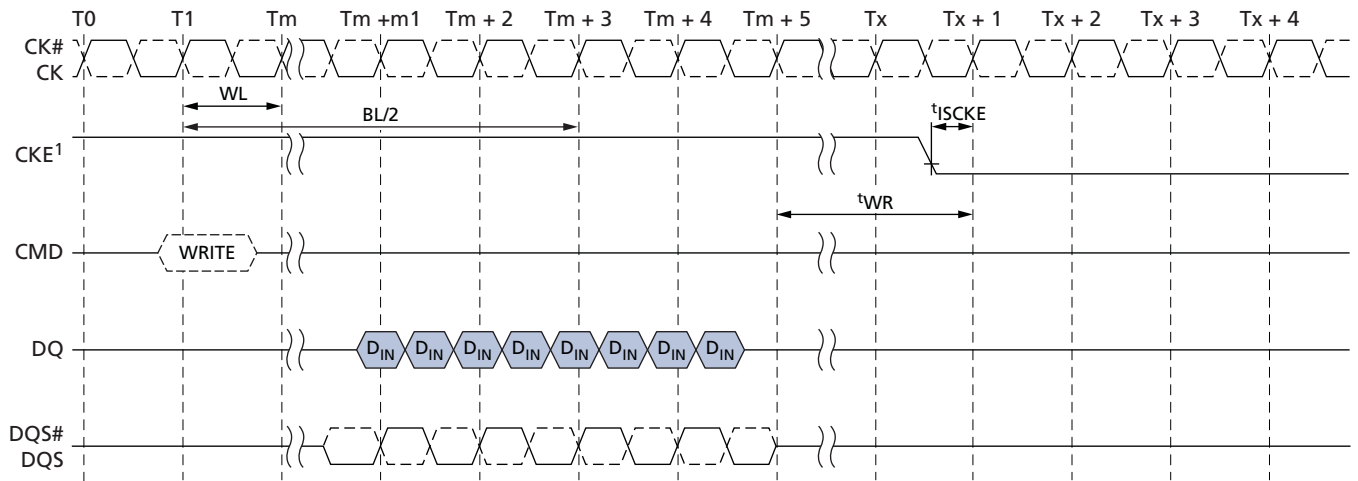 T0 T1 Tm Tm +m1 Tm + 2 Tm + 3 Tm + 4 Tm + 5 Tx Tx + 1 Tx + 2 Tx + 3 Tx + 4
CK#
CK
WL
BL/2
tISCKE
CKE1
tWR
CMD WRITE
DQ DIN DIN DIN DIN DIN DIN DIN DIN
DQS#
DQS